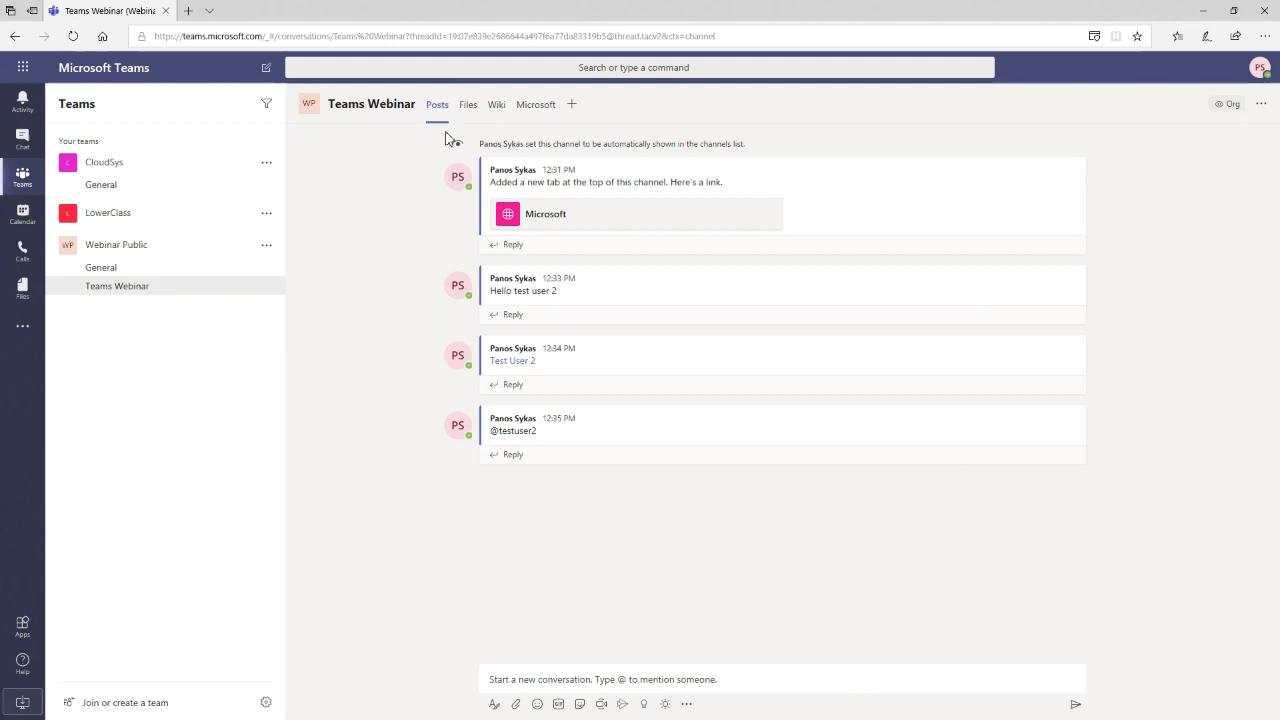 Teams Webinar (Webina
https://teams.microsoft.com/_#/conversations/Teams%20Webinar?threadId=19:07e839e2686644a497f6a77da83319b5@thread.tacv2&ctx=channel
Microsoft Teams
Search or type a command
PS
Activity
Chat
Teams
Calendar
Calls
Files
Apps
Help
Teams
Your teams
C
CloudSys
General
L
LowerClass
WP
Webinar Public
General
Teams Webinar
Join or create a team
WP
Teams Webinar
Posts
Files
Wiki
Microsoft
Org
Panos Sykas set this channel to be automatically shown in the channels list.
PS
Panos Sykas 12:31 PM
Added a new tab at the top of this channel. Here's a link.
Microsoft
Reply
PS
Panos Sykas 12:33 PM
Hello test user 2
Reply
PS
Panos Sykas 12:34 PM
Test User 2
Reply
PS
Panos Sykas 12:35 PM
@testuser2
Reply
Start a new conversation. Type @ to mention someone.
GIF